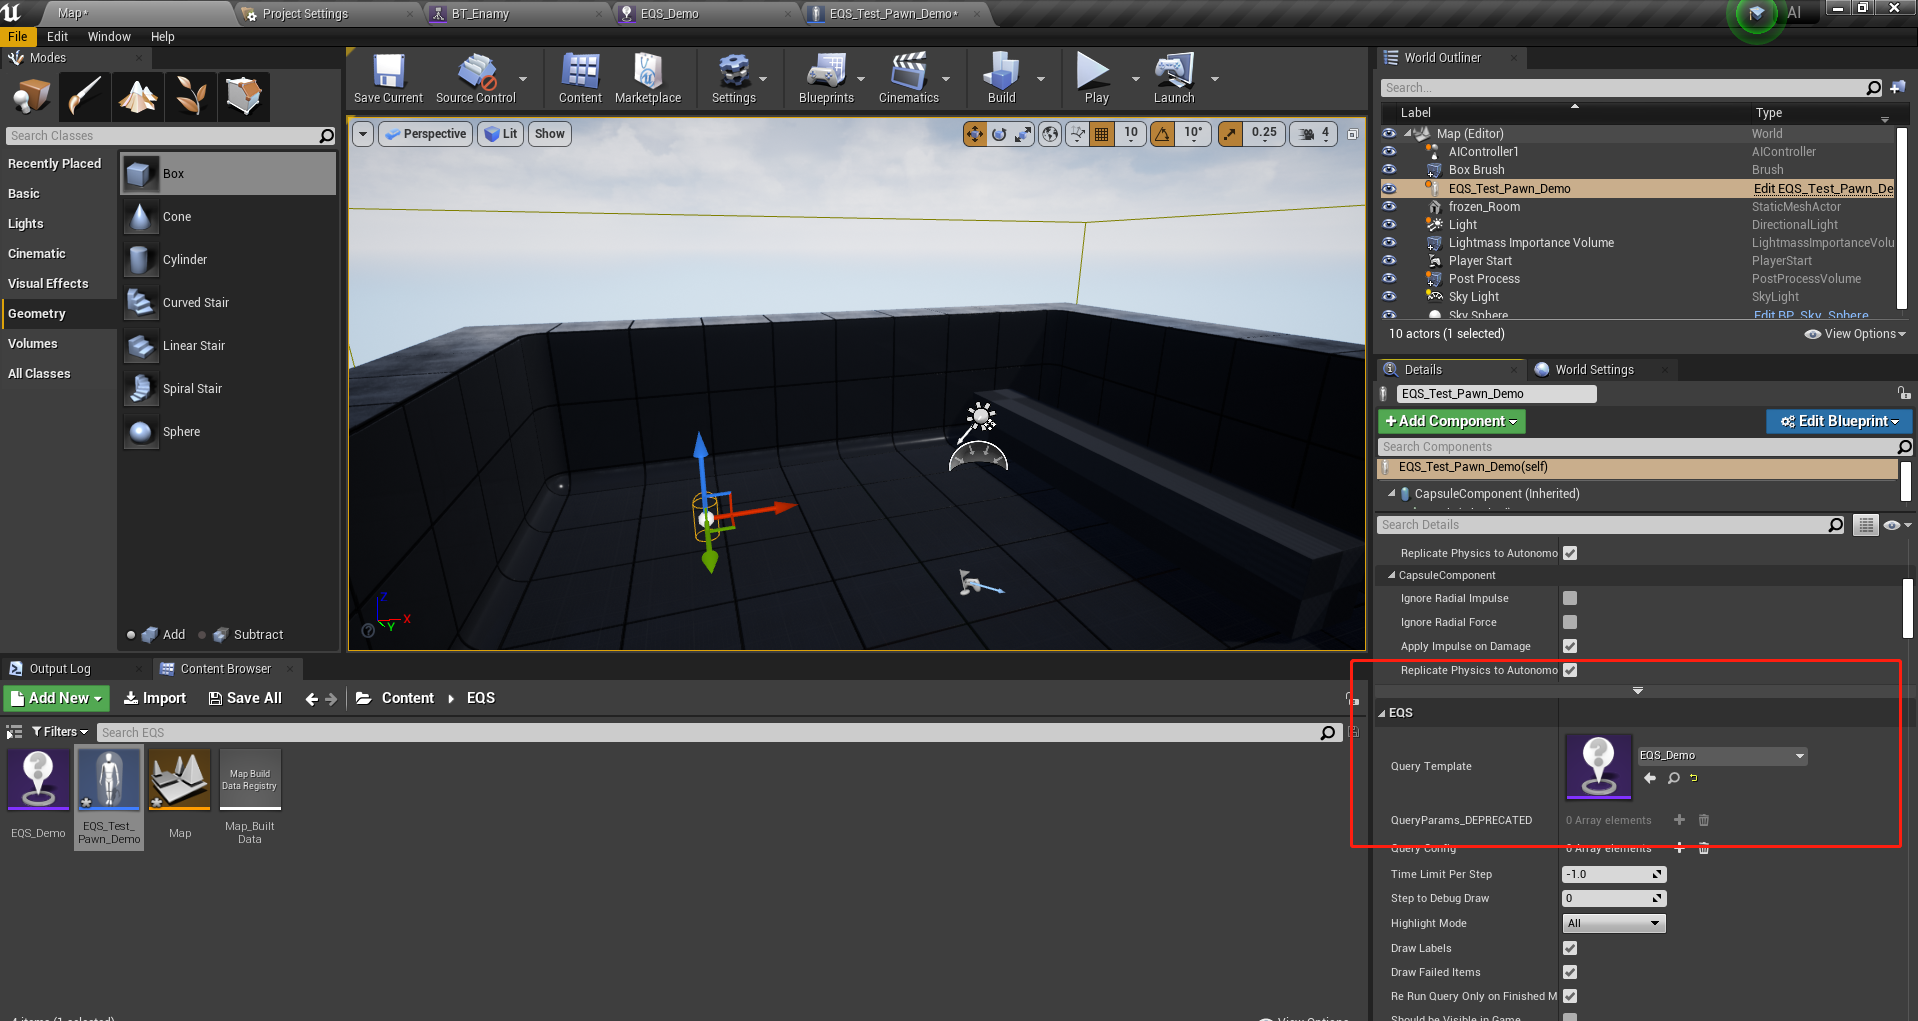 Map*
Project Settings
BT_Enamy
EQS_Demo
EQS_Test_Pawn_Demo*
AI
File
Edit
Window
Help
Modes
Search Classes
Recently Placed
Basic
Lights
Cinematic
Visual Effects
Geometry
Volumes
All Classes
Box
Cone
Cylinder
Curved Stair
Linear Stair
Spiral Stair
Sphere
Add
Subtract
Save Current
Source Control
Content
Marketplace
Settings
Blueprints
Cinematics
Build
Play
Launch
Perspective
Lit
Show
10
10°
0.25
4
Z
X
Y
World Outliner
Search...
Label
Type
Map (Editor)
World
AIController1
AIController
Box Brush
Brush
EQS_Test_Pawn_Demo
Edit EQS_Test_Pawn_De
frozen_Room
StaticMeshActor
Light
DirectionalLight
Lightmass Importance Volume
LightmassImportanceVolu
Player Start
PlayerStart
Post Process
PostProcessVolume
Sky Light
SkyLight
Sky Sphere
Edit BP_Sky_Sphere
10 actors (1 selected)
View Options
Details
World Settings
EQS_Test_Pawn_Demo
Add Component
Edit Blueprint
Search Components
EQS_Test_Pawn_Demo(self)
CapsuleComponent (Inherited)
Search Details
Replicate Physics to Autonomo
CapsuleComponent
Ignore Radial Impulse
Ignore Radial Force
Apply Impulse on Damage
Replicate Physics to Autonomo
EQS
Query Template
EQS_Demo
QueryParams_DEPRECATED
0 Array elements
Query Config
0 Array elements
Time Limit Per Step
-1.0
Step to Debug Draw
0
Highlight Mode
All
Draw Labels
Draw Failed Items
Re Run Query Only on Finished M
Should be Visible in Game
Output Log
Content Browser
Add New
Import
Save All
Content
EQS
Filters
Search EQS
EQS_Demo
EQS_Test_
Pawn_Demo
Map
Map Build
Data Registry
Map_Built
Data
4 items (1 selected)
View Options